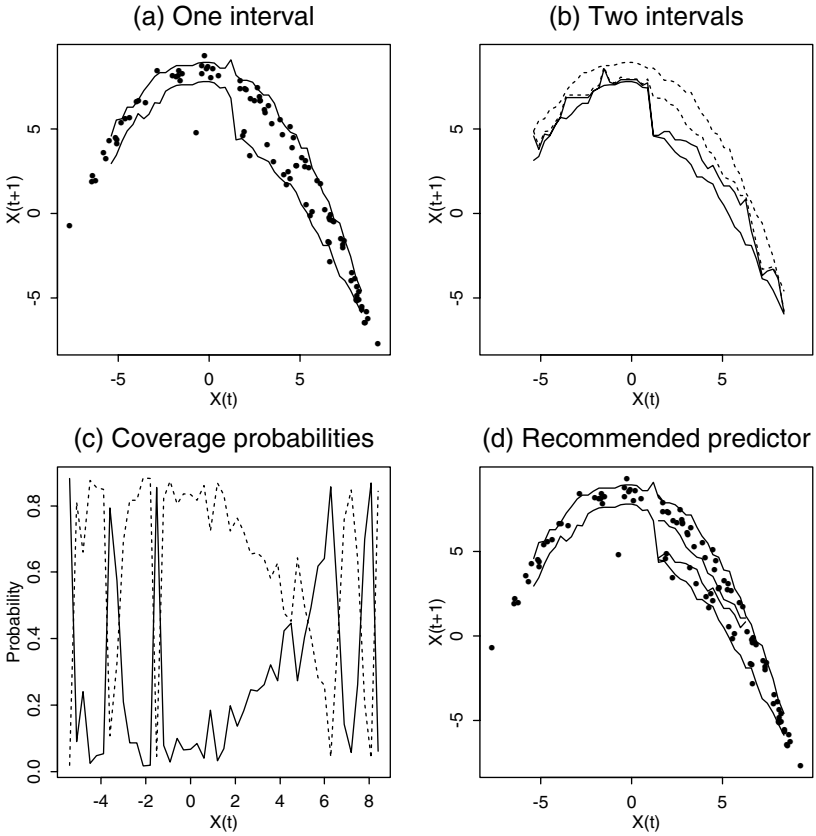 (a) One interval
(b) Two intervals
X(t+1)
5
0
-5
-5
0
5
X(t)
X(t+1)
5
0
-5
-5
0
5
X(t)
(c) Coverage probabilities
(d) Recommended predictor
Probability
0.8
0.6
0.4
0.2
0.0
-4
-2
0
2
4
6
8
X(t)
X(t+1)
5
0
-5
-5
0
5
X(t)